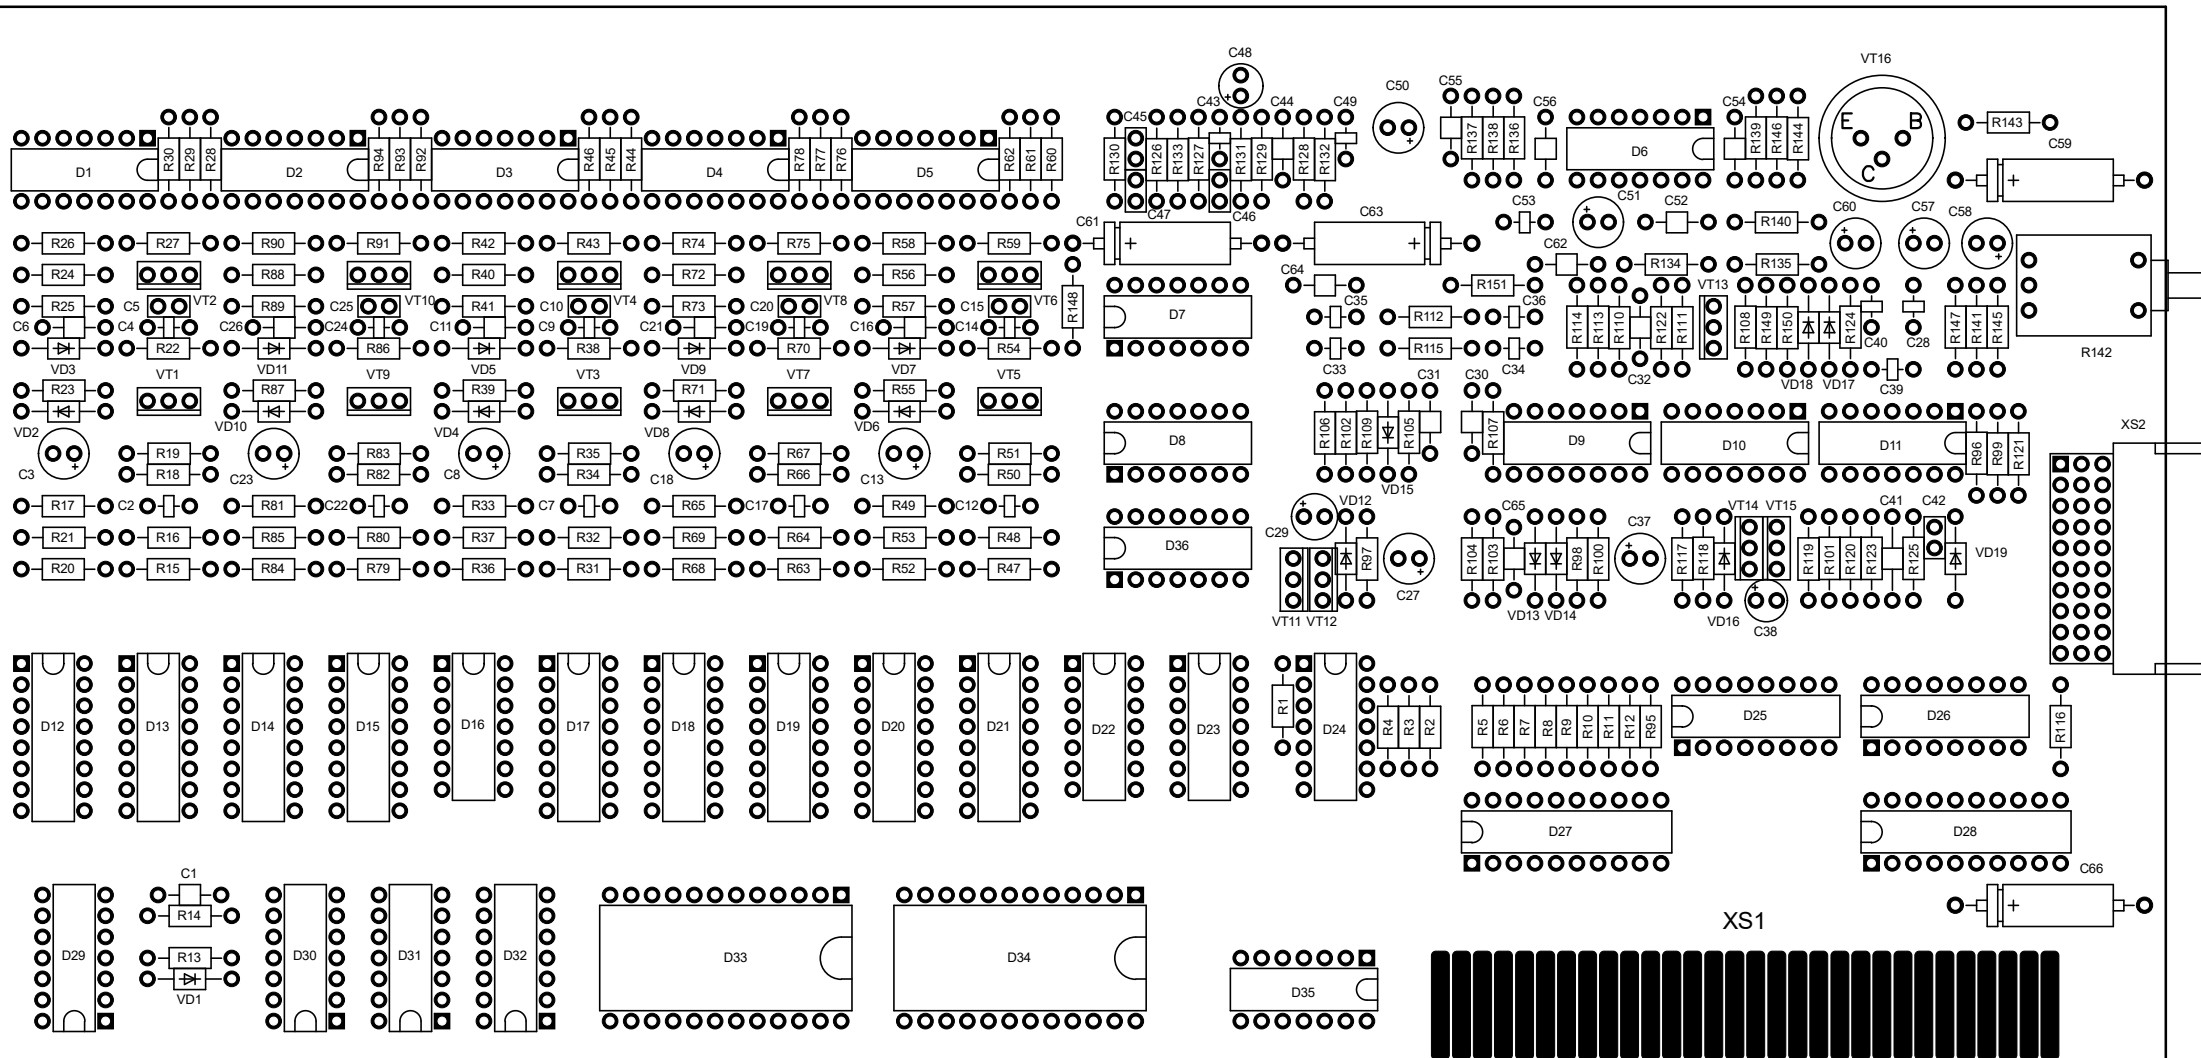 C48 VT16
C50 C55
C43 C44 C49 C56 C54
C45
E B R143
C59
R30 R29 R28 R94 R93 R92 R46 R45 R44 R78 R77 R76 R62 R61 R60 R130 R126 R133 R127 R131 R129 R128 R132 R137 R138 R136 D6 R139 R146 R144
D1 D2 D3 D4 D5 C
C61 C47 C46 C63 C53 C51 C52 R140 C60 C57 C58
R26 R27 R90 R91 R42 R43 R74 R75 R58 R59
C62
R24 R88 R40 R72 R56 R134 R135
C64 R151 VT13
R25 C5 VT2 R89 C25 VT10 R41 C10 VT4 R73 C20 VT8 R57 C15 VT6 R148 C35 C36
D7 R112
C6 C4 C26 C24 C11 C9 C21 C19 C16 C14 R114 R113 R110 R122 R111 R108 R149 R150 R124 C40 C28 R147 R141 R145
R22 R86 R38 R70 R54 R115 R142
VD3 VD11 VD5 VD9 VD7 C33 C34
VT1 VT9 VT3 VT7 VT5 C32 VD18 VD17 C39
R23 R87 R39 R71 R55 C31 C30
VD2 VD10 VD4 VD8 VD6 XS2
D8 R106 R102 R109 R105 R107 D9 D10 D11 R96 R99 R121
R19 R83 R35 R67 R51
C3 R18 C23 R82 C8 R34 C18 R66 C13 R50
VD15
R17 C2 R81 C22 R33 C7 R65 C17 R49 C12 VD12 C65 C37 VT14 VT15 C41 C42
C29
R21 R16 R85 R80 R37 R32 R69 R64 R53 R48 D36
R97 R104 R103 R98 R100 R117 R118 R119 R101 R120 R123 R125 VD19
R20 R15 R84 R79 R36 R31 R68 R63 R52 R47
C27
VT11 VT12 VD13 VD14 VD16 C38
R1
D12 D13 D14 D15 D16 D17 D18 D19 D20 D21 D22 D23 D24 R4 R3 R2 R5 R6 R7 R8 R9 R10 R11 R12 R95 D25 D26 R116
D27 D28
C1 C66
R14
XS1
D29 R13 D30 D31 D32 D33 D34
VD1 D35